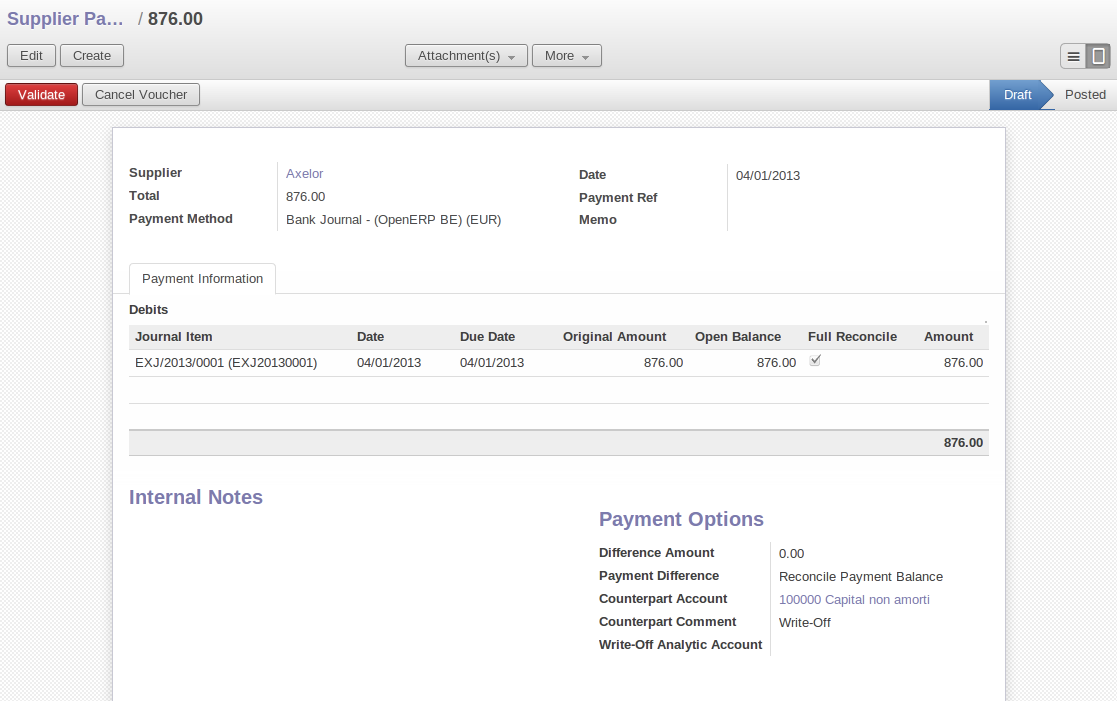 Supplier Pa... / 876.00
Edit Create Attachment(s) More
Validate Cancel Voucher Draft Posted
Supplier Axelor
Total 876.00
Payment Method Bank Journal - (OpenERP BE) (EUR)
Date 04/01/2013
Payment Ref
Memo
Payment Information
Debits
Journal Item Date Due Date Original Amount Open Balance Full Reconcile Amount
EXJ/2013/0001 (EXJ20130001) 04/01/2013 04/01/2013 876.00 876.00 876.00
876.00
Internal Notes
Payment Options
Difference Amount 0.00
Payment Difference Reconcile Payment Balance
Counterpart Account 100000 Capital non amorti
Counterpart Comment Write-Off
Write-Off Analytic Account